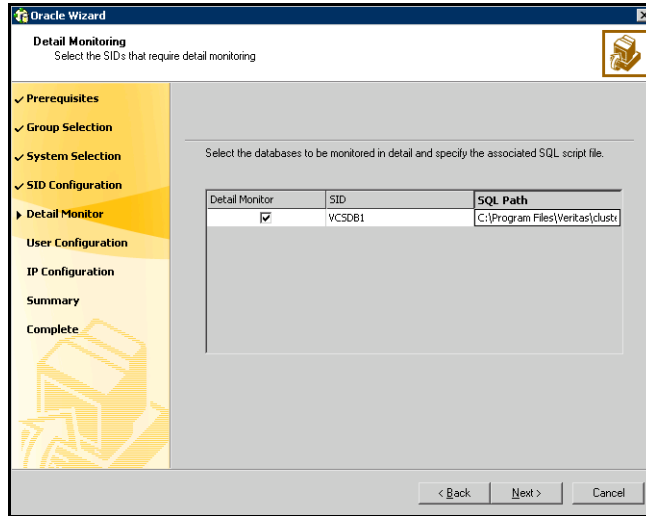 Oracle Wizard
Detail Monitoring
Select the SIDs that require detail monitoring
Prerequisites
Group Selection
System Selection
SID Configuration
Detail Monitor
User Configuration
IP Configuration
Summary
Complete
Select the databases to be monitored in detail and specify the associated SQL script file.
Detail Monitor SID SQL Path
VCSDB1 C:\Program Files\Veritas\cluste
< Back Next > Cancel